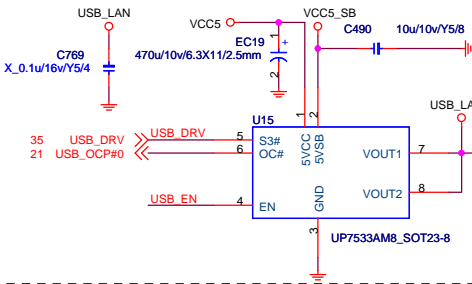 USB_LAN
VCC5
VCC5_SB
C490
10u/10v/Y5/8
C769
X_0.1u/16v/Y5/4
1
EC19
+
470u/10v/6.3X11/2.5mm
2
USB_LA
U15
1
2
35 USB_DRV
USB_DRV
5
S3#
5VCC
5VSB
VOUT1
7
21 USB_OCP#0
6
OC#
USB_EN
4
EN
GND
VOUT2
8
3
UP7533AM8_SOT23-8